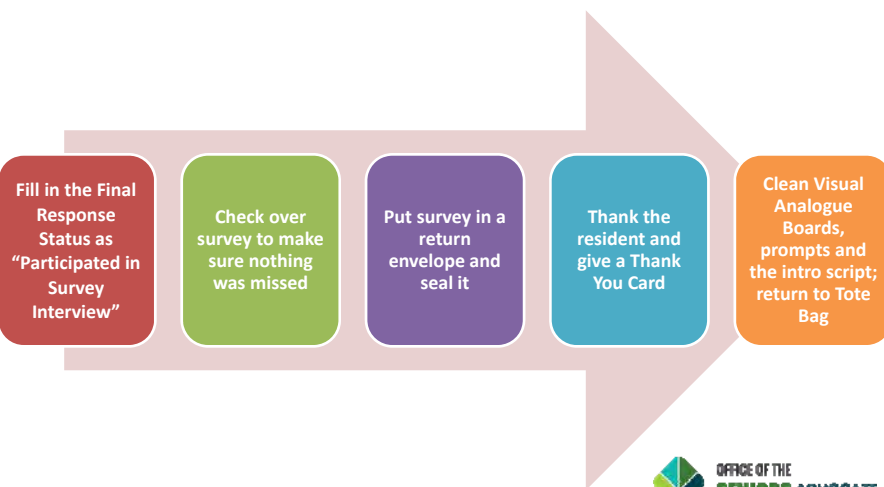 Fill in the Final
Response
Status as
“Participated in
Survey
Interview”
Check over
survey to make
sure nothing
was missed
Put survey in a
return
envelope and
seal it
Thank the
resident and
give a Thank
You Card
Clean Visual
Analogue
Boards,
prompts and
the intro script;
return to Tote
Bag
OFFICE OF THE
SENIORS ADVOCATE